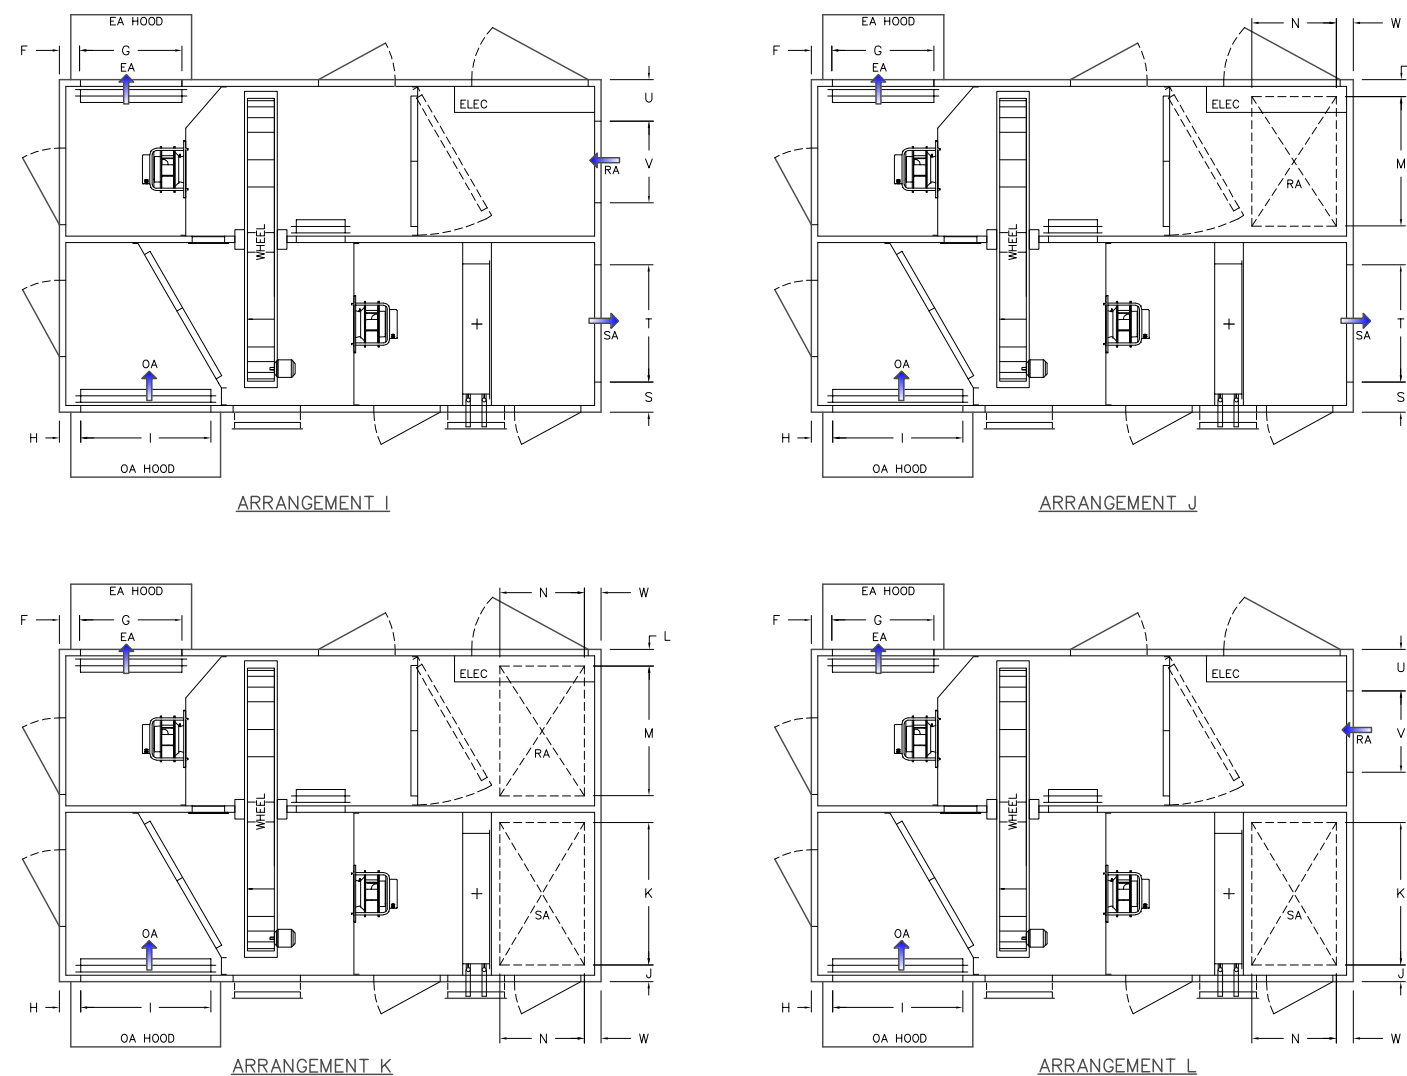 EA HOOD
F
G
EA
ELEC
U
V
RA
WHEEL
T
SA
OA
S
H
I
OA HOOD
ARRANGEMENT I
EA HOOD
N
W
F
G
EA
ELEC
M
RA
WHEEL
T
SA
OA
S
H
I
OA HOOD
ARRANGEMENT J
EA HOOD
N
W
F
G
EA
L
ELEC
M
RA
WHEEL
K
SA
OA
J
H
I
N
W
OA HOOD
ARRANGEMENT K
EA HOOD
F
G
EA
ELEC
U
V
RA
WHEEL
K
SA
OA
J
H
I
N
W
OA HOOD
ARRANGEMENT L